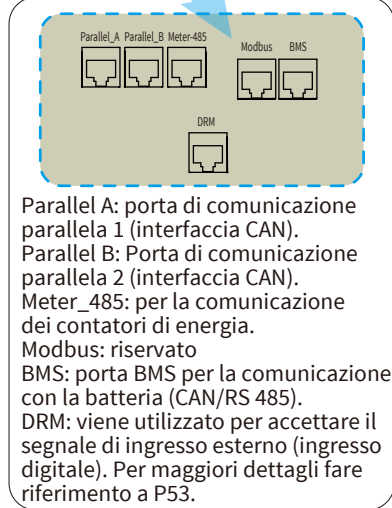 Parallel_A Parallel_B Meter-485
Modbus BMS
DRM
Parallel A: porta di comunicazione
parallela 1 (interfaccia CAN).
Parallel B: Porta di comunicazione
parallela 2 (interfaccia CAN).
Meter_485: per la comunicazione
dei contatori di energia.
Modbus: riservato
BMS: porta BMS per la comunicazione
con la batteria (CAN/RS 485).
DRM: viene utilizzato per accettare il
segnale di ingresso esterno (ingresso
digitale). Per maggiori dettagli fare
riferimento a P53.